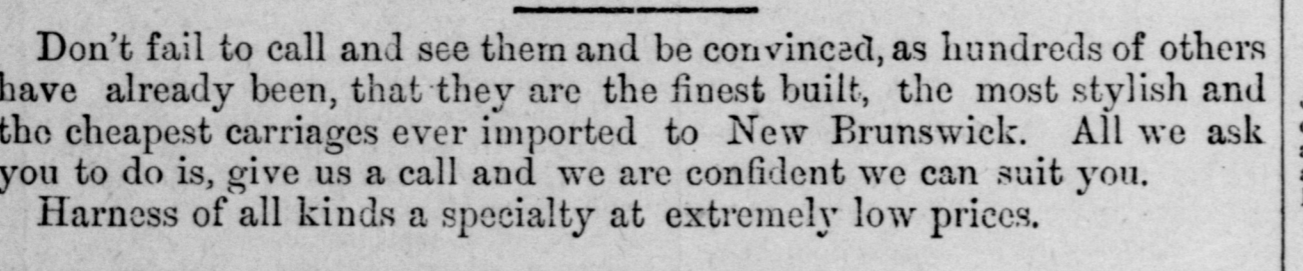 Don't fail to call and see them and be convinced, as hundreds of others
have already been, that they are the finest built, the most stylish and
the cheapest carriages ever imported to New Brunswick. All we ask
you to do is, give us a call and we are confident we can suit you.
Harness of all kinds a specialty at extremely low prices.